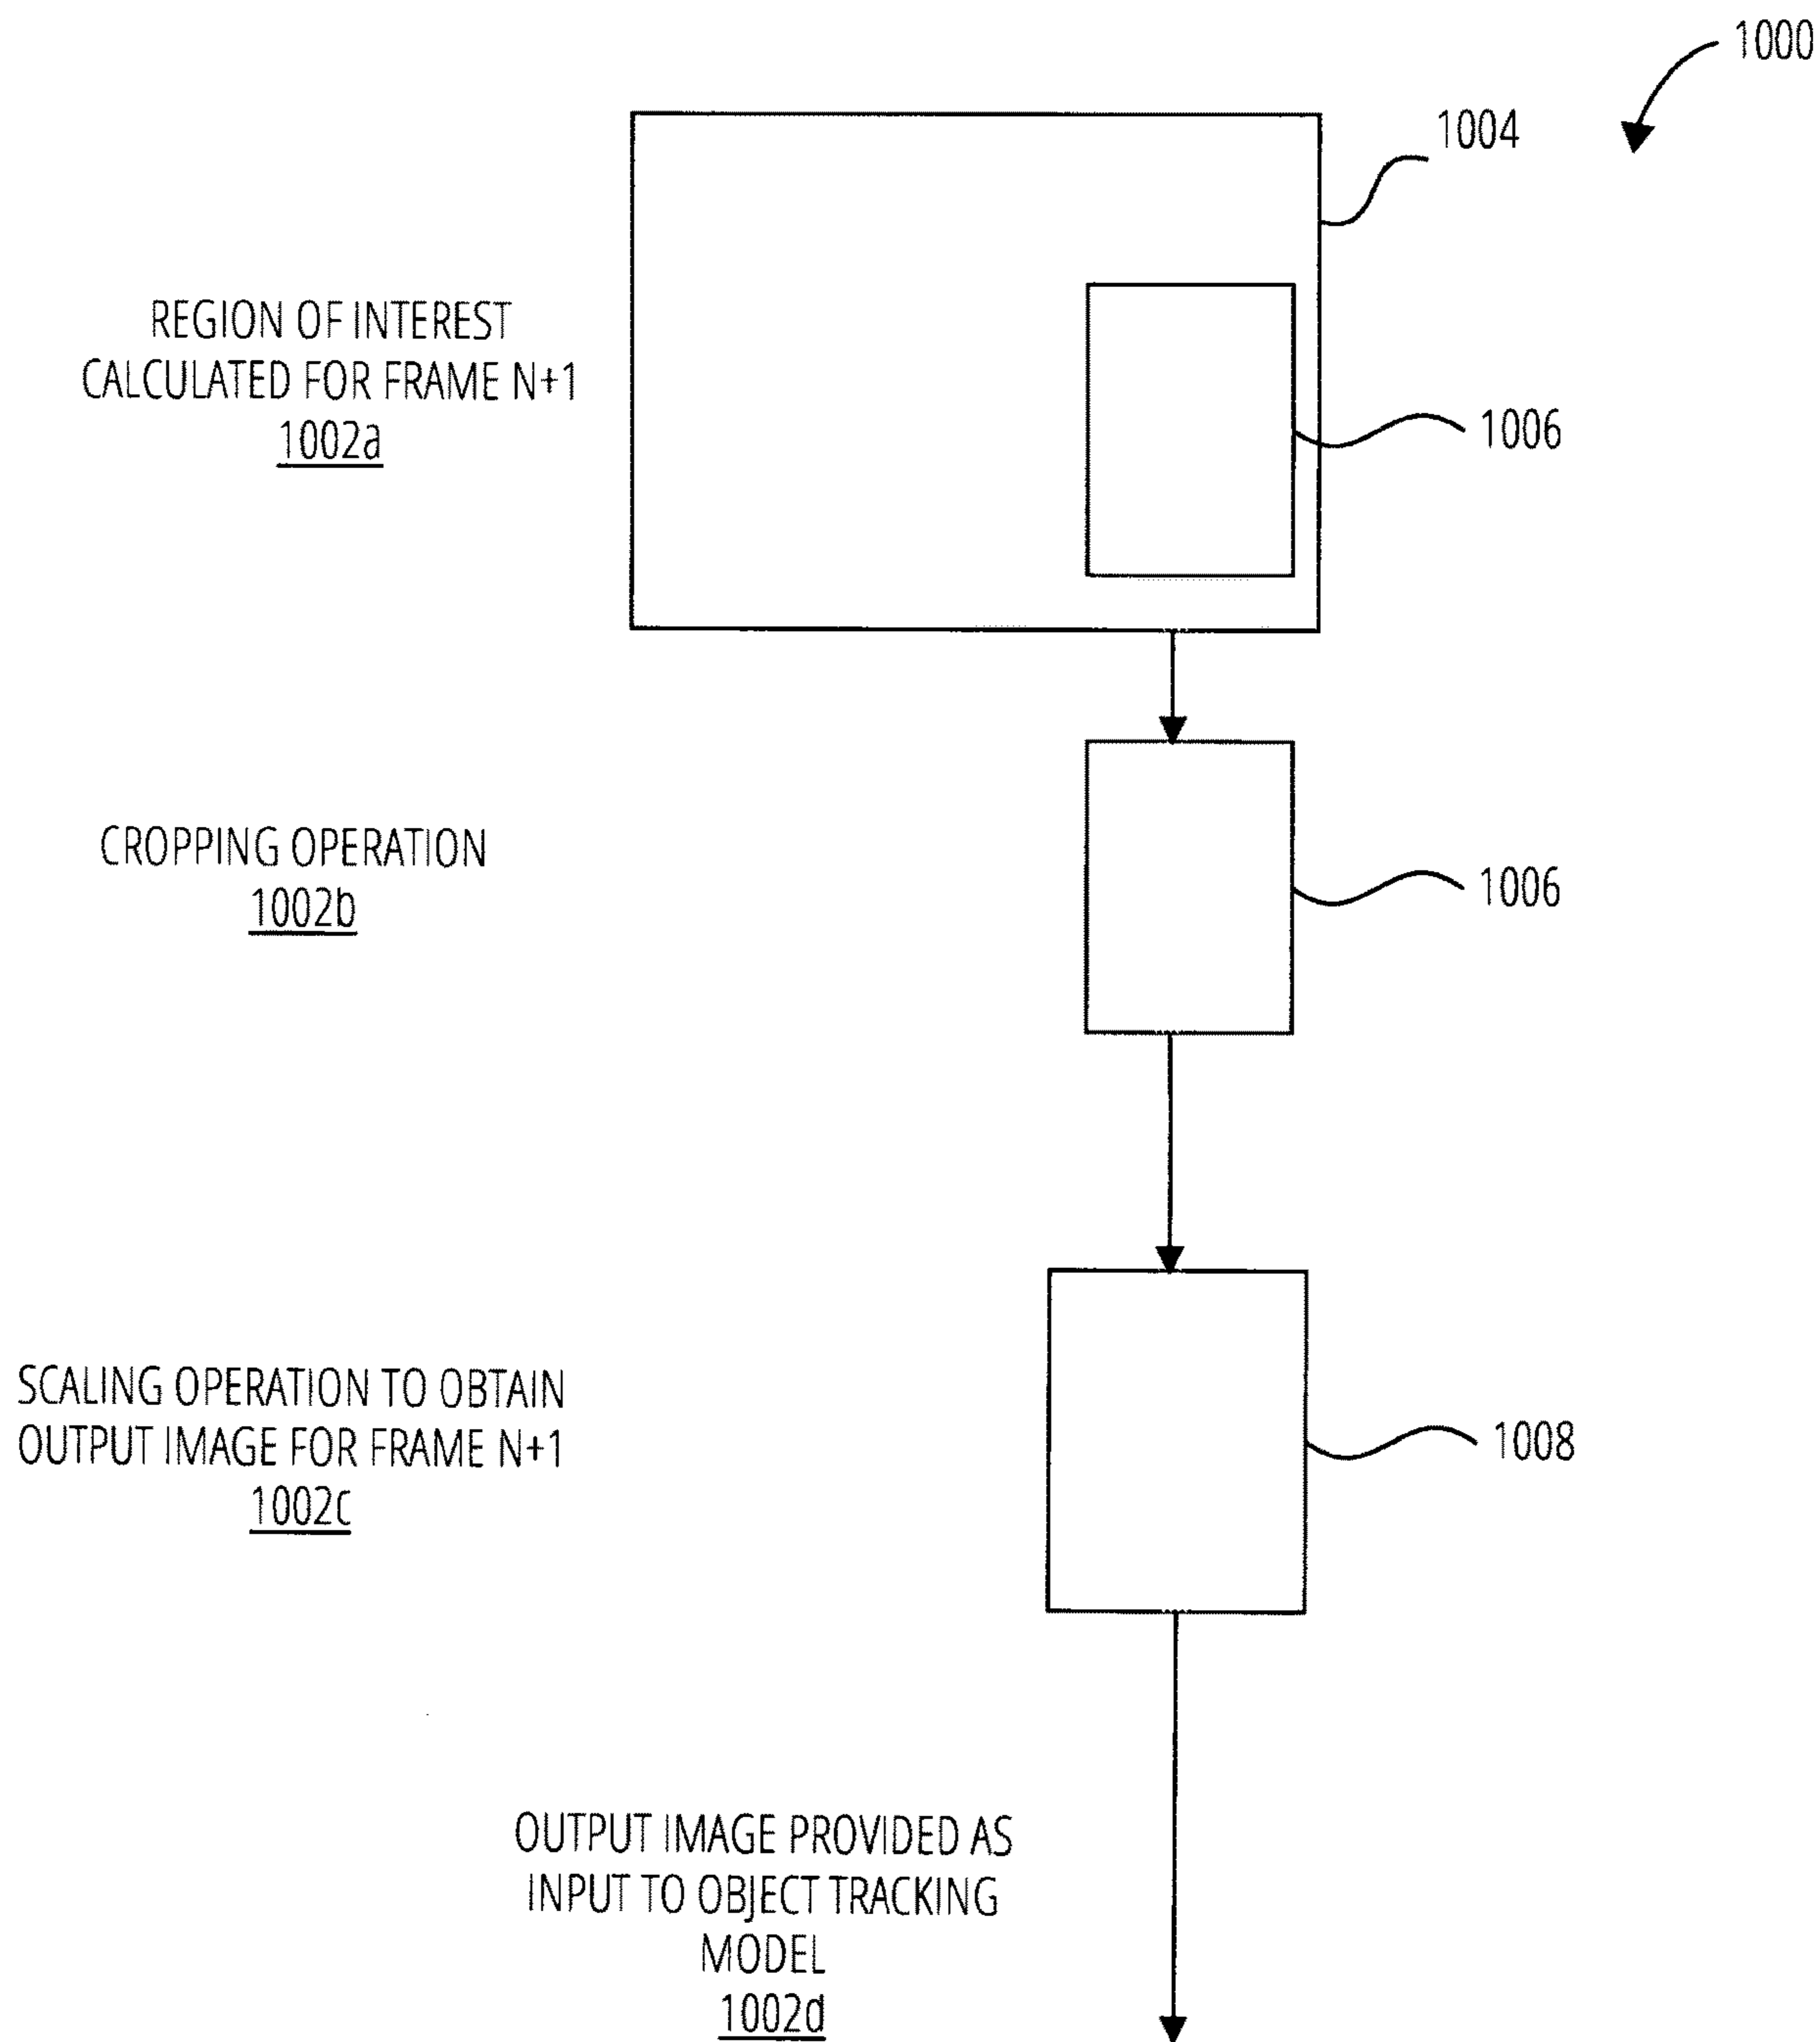 1000
1004
REGION OF INTEREST
CALCULATED FOR FRAME N+1
1002a
1006
CROPPING OPERATION
1002b
1006
SCALING OPERATION TO OBTAIN
OUTPUT IMAGE FOR FRAME N+1
1002c
1008
OUTPUT IMAGE PROVIDED AS
INPUT TO OBJECT TRACKING
MODEL
1002d